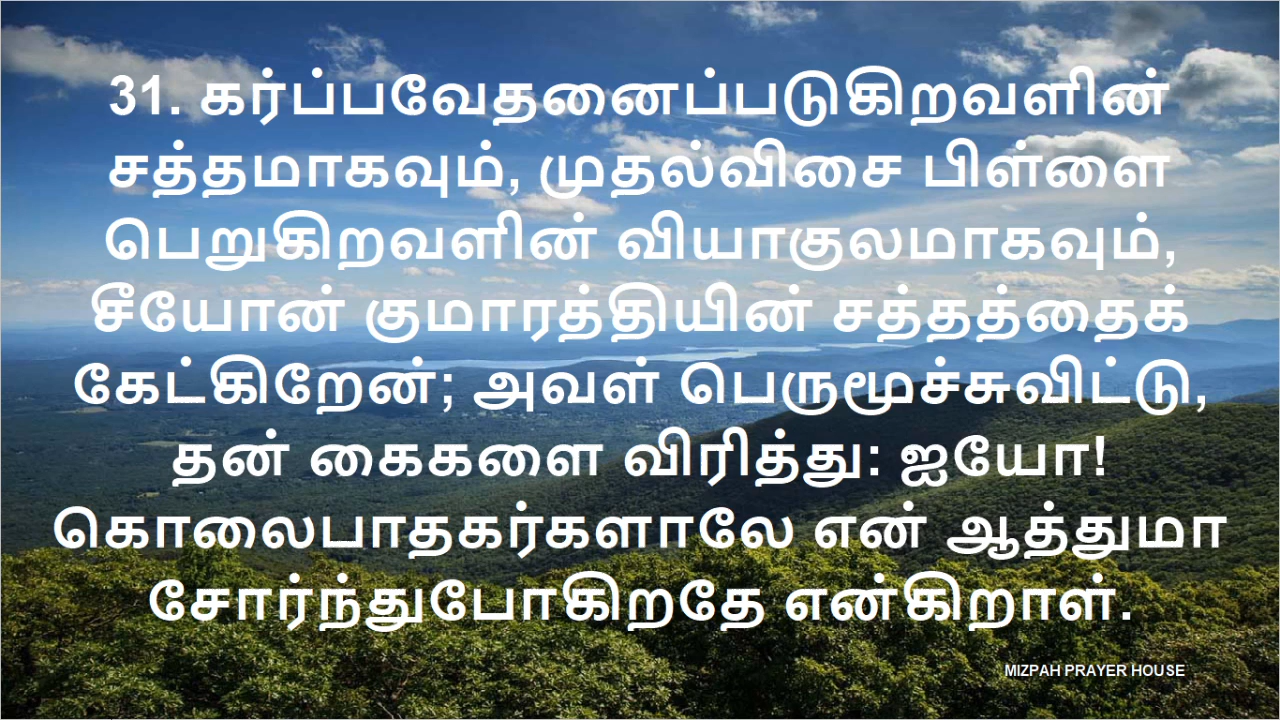 31. கர்ப்பவேதனைப்படுகிறவளின்
சத்தமாகவும், முதல்விசை பிள்ளை
பெறுகிறவளின் வியாகுலமாகவும்,
சீயோன் குமாரத்தியின் சத்தத்தைக்
கேட்கிறேன்; அவள் பெருமூச்சுவிட்டு,
தன் கைகளை விரித்து: ஐயோ!
கொலைபாதகர்களாலே என் ஆத்துமா
சோர்ந்துபோகிறதே என்கிறாள்.
MIZPAH PRAYER HOUSE